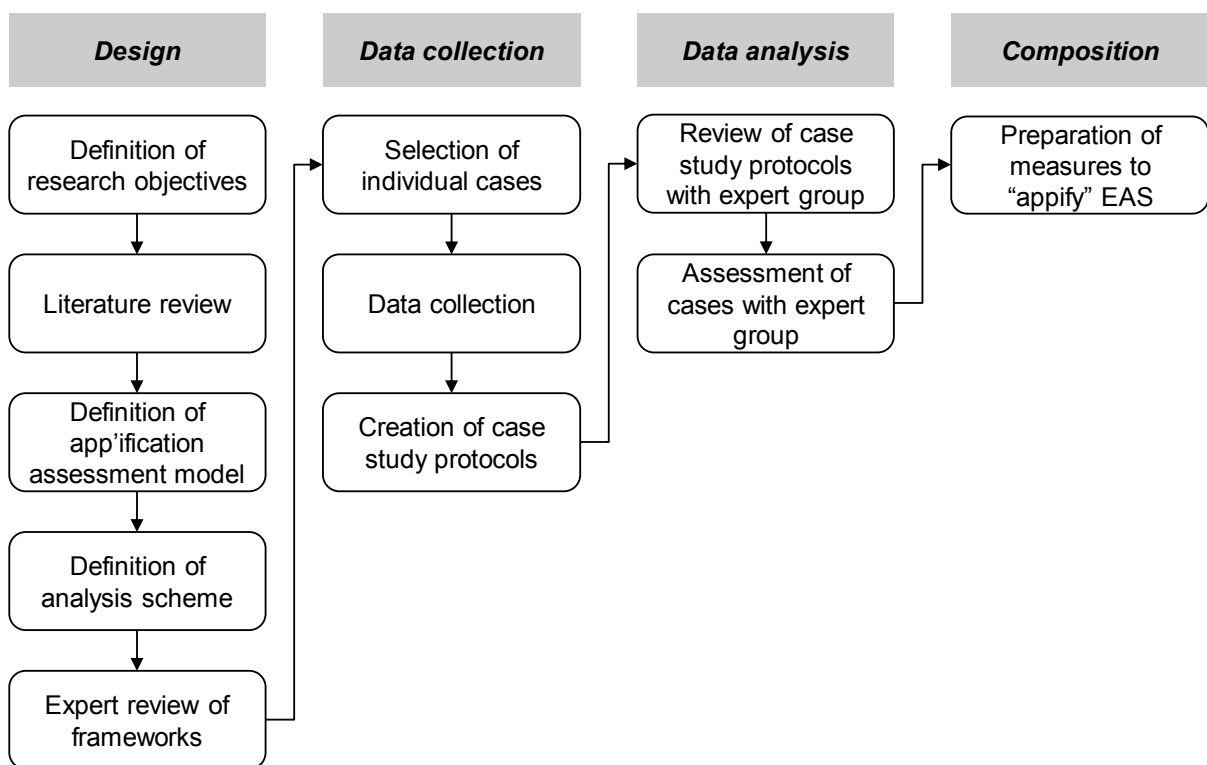 Design
Definition of
research objectives
Literature review
Definition of
app’ification
assessment model
Definition of
analysis scheme
Expert review of
frameworks
Data collection
Selection of
individual cases
Data collection
Creation of case
study protocols
Data analysis
Review of case
study protocols
with expert group
Assessment of
cases with expert
group
Composition
Preparation of
measures to
“appify” EAS